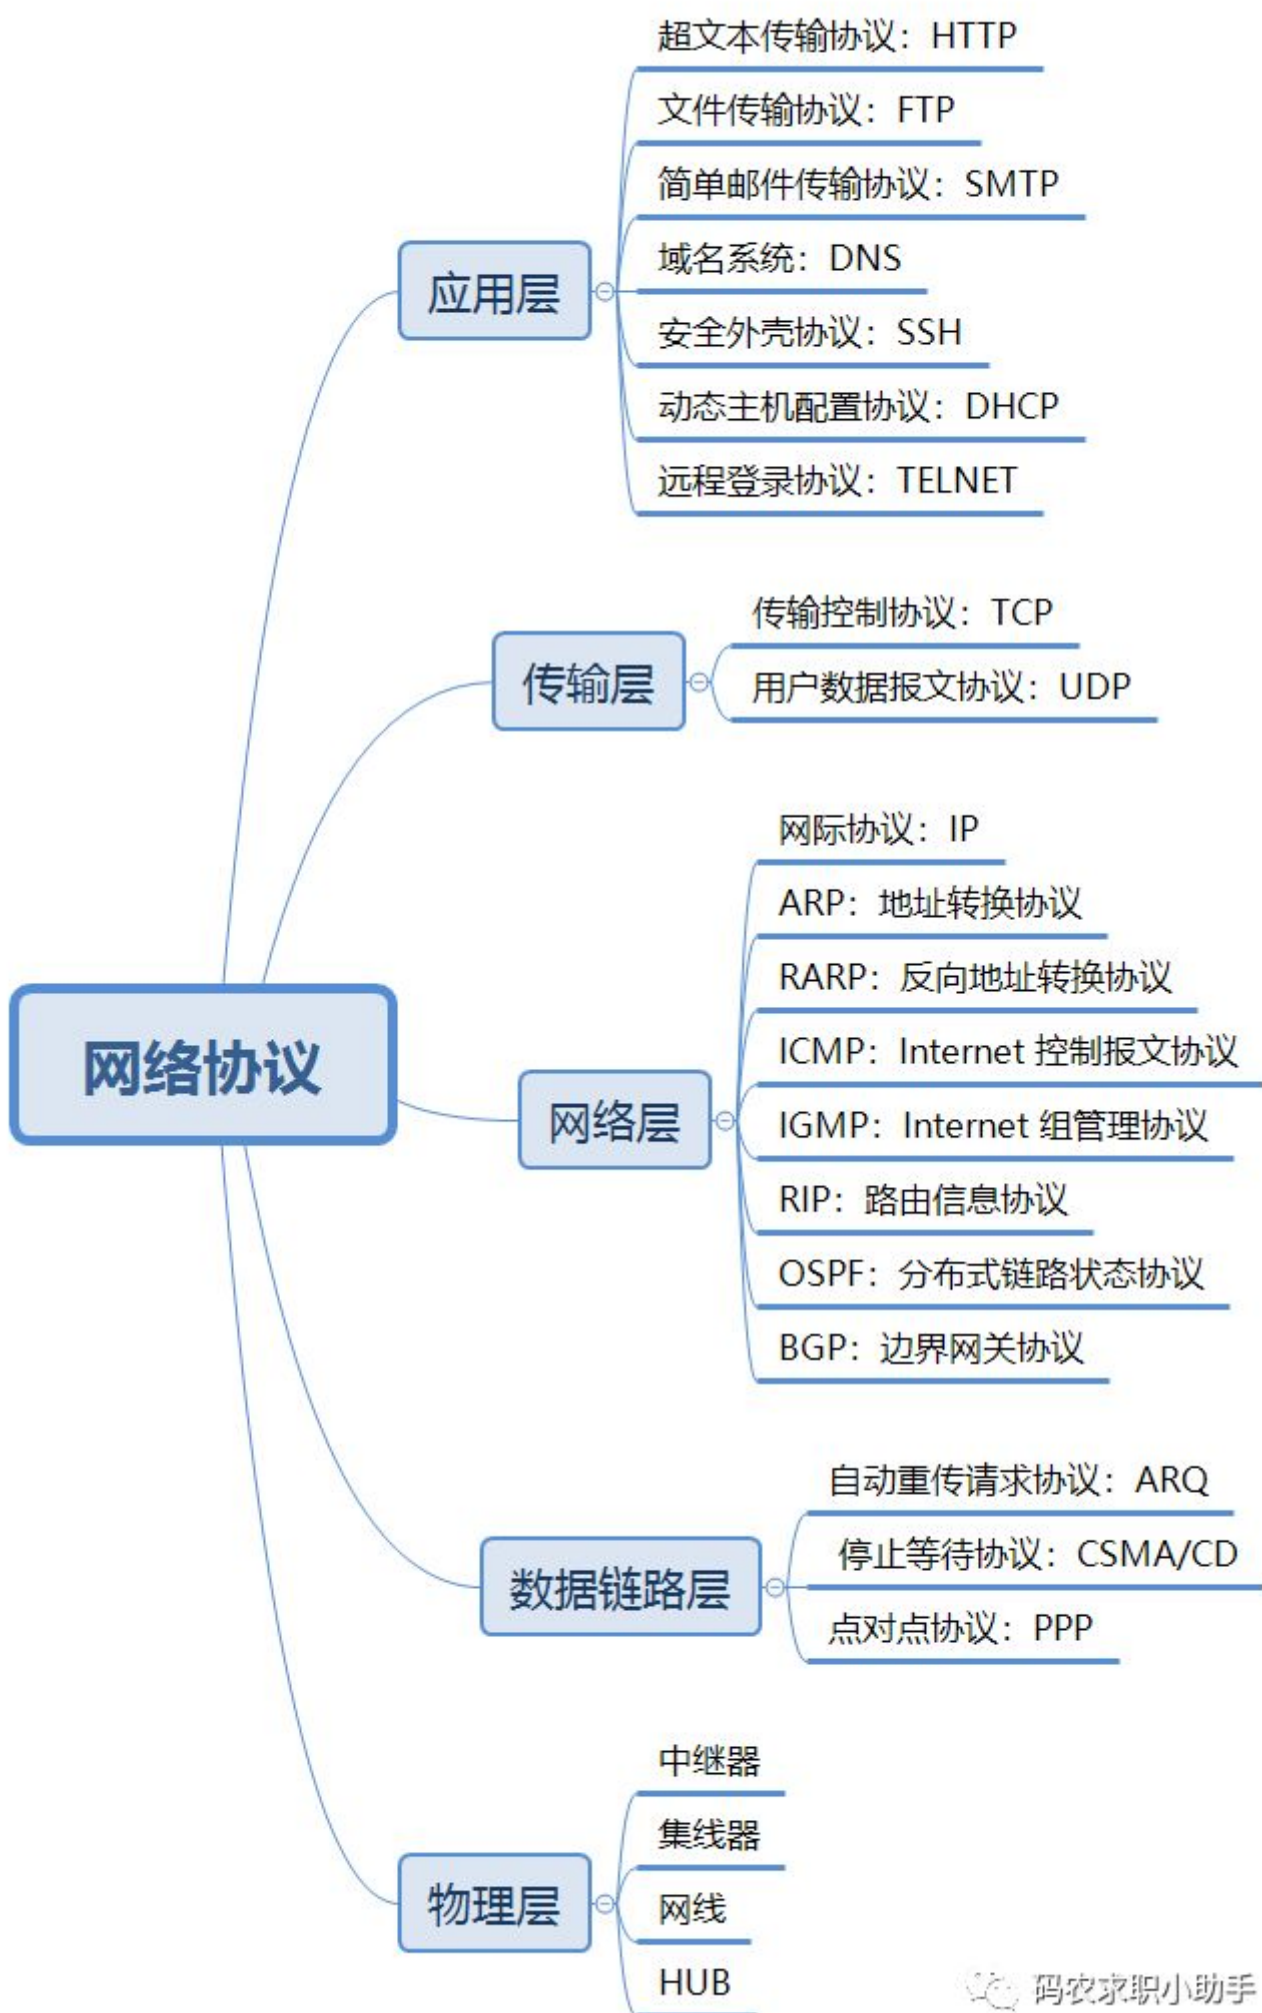 超文本传输协议：HTTP
文件传输协议：FTP
简单邮件传输协议：SMTP
域名系统：DNS
应用层
安全外壳协议：SSH
动态主机配置协议：DHCP
远程登录协议：TELNET
传输控制协议：TCP
传输层
用户数据报文协议：UDP
网际协议：IP
ARP：地址转换协议
RARP：反向地址转换协议
网络协议
ICMP：Internet 控制报文协议
网络层
IGMP：Internet 组管理协议
RIP：路由信息协议
OSPF：分布式链路状态协议
BGP：边界网关协议
自动重传请求协议：ARQ
停止等待协议：CSMA/CD
数据链路层
点对点协议：PPP
中继器
集线器
物理层
网线
HUB
码农求职小助手